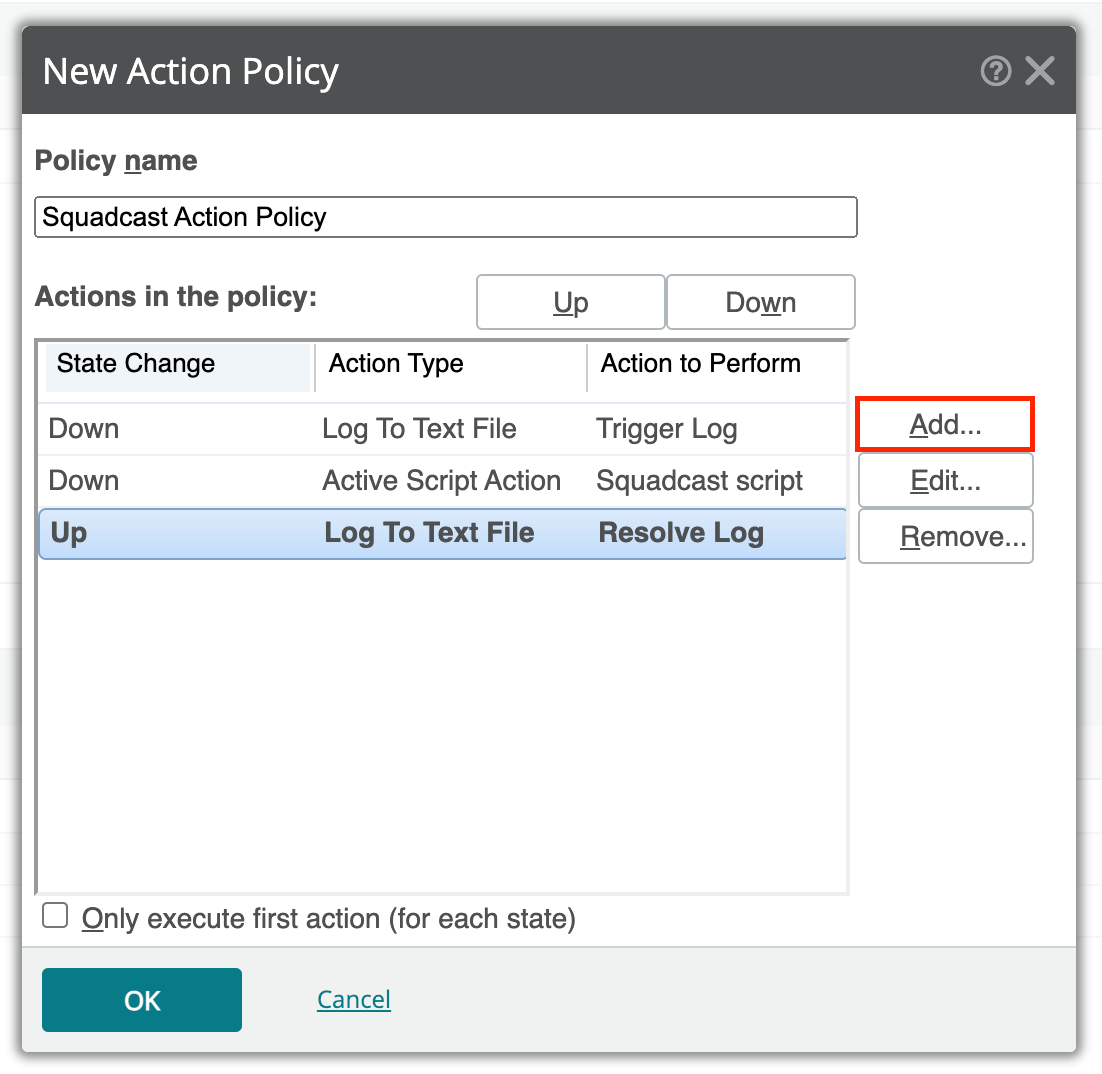 New Action Policy
Policy name
Squadcast Action Policy
Actions in the policy:
Up
Down
State Change Action Type Action to Perform
Down Log To Text File Trigger Log
Add...
Down Active Script Action Squadcast script
Edit...
Up Log To Text File Resolve Log
Remove...
Only execute first action (for each state)
OK
Cancel